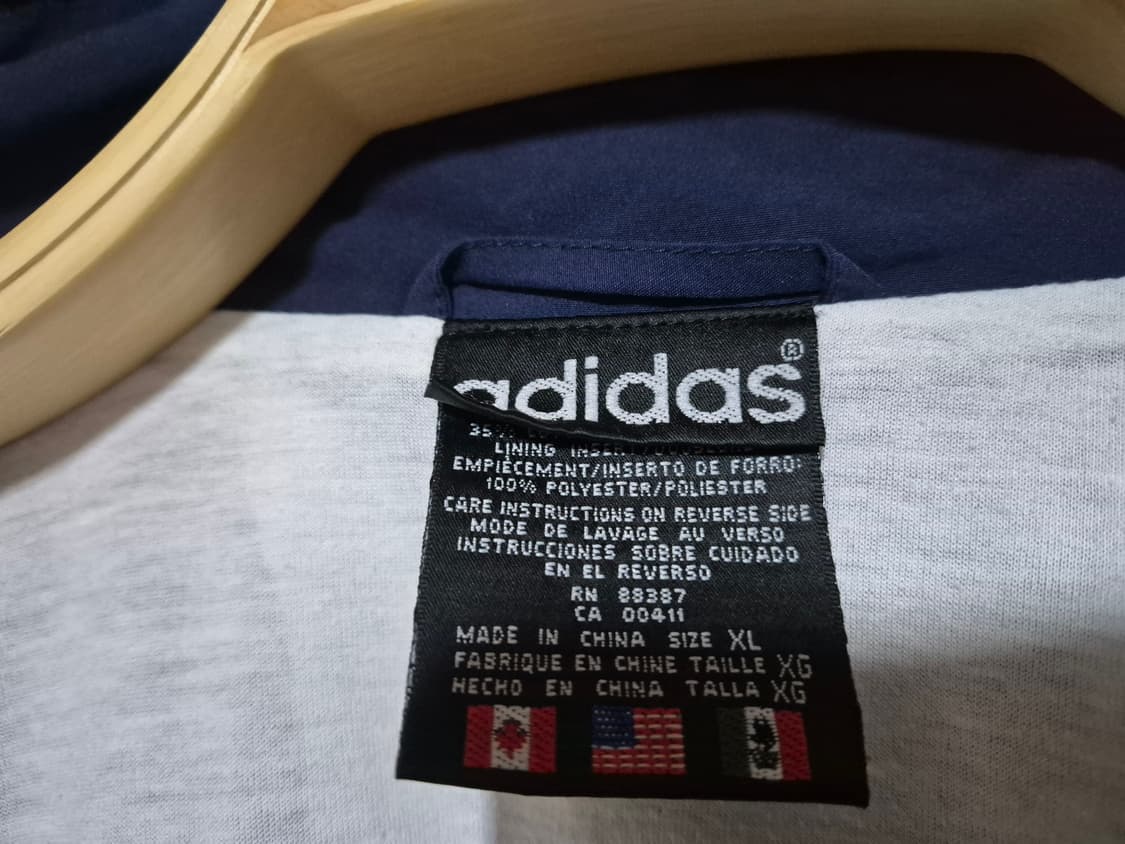 adidas®
35%
LINING
EMPIÈCEMENT/INSERTO DE FORRO:
100% POLYESTER/POLIESTER
CARE INSTRUCTIONS ON REVERSE SIDE
MODE DE LAVAGE AU VERSO
INSTRUCCIONES SOBRE CUIDADO
EN EL REVERSO
RN 88387
CA 00411
MADE IN CHINA SIZE XL
FABRIQUE EN CHINE TAILLE XG
HECHO EN CHINA TALLA XG